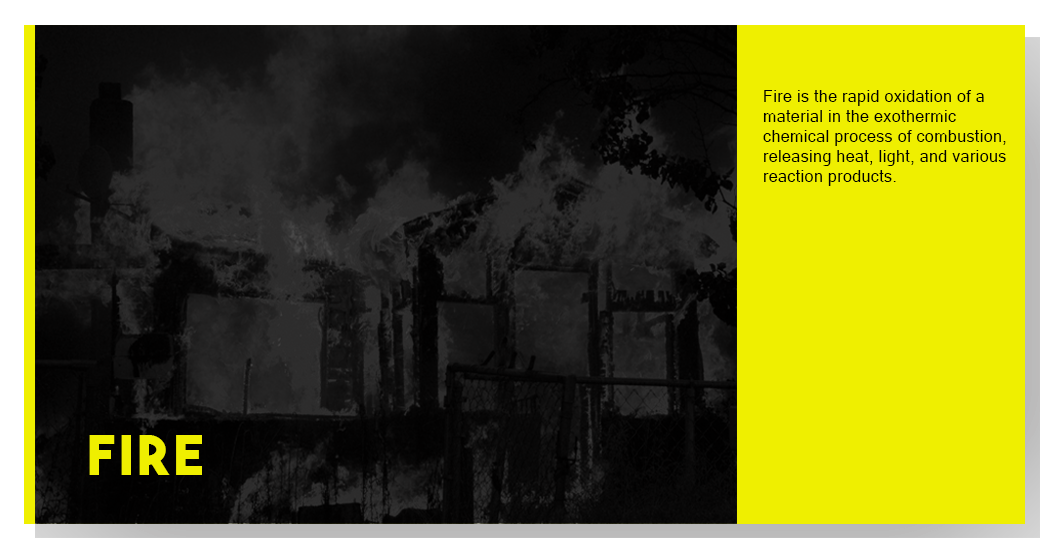 FIRE
Fire is the rapid oxidation of a
material in the exothermic
chemical process of combustion,
releasing heat, light, and various
reaction products.